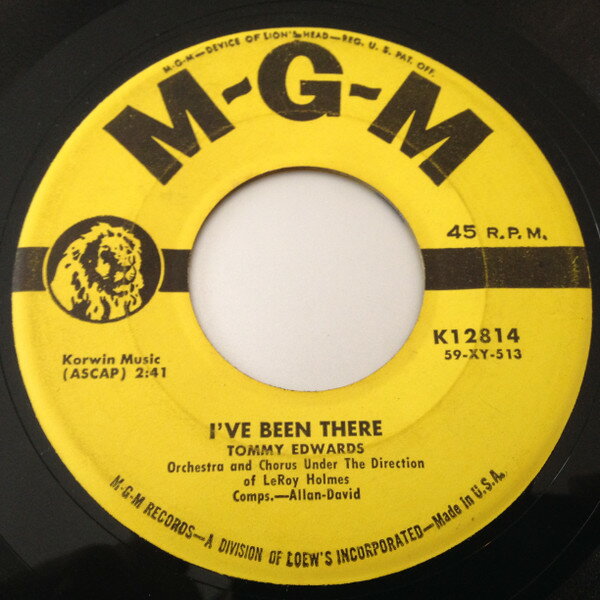 M-G-M—DEVICE OF LION'S HEAD—REG. U. S. PAT. OFF.
M-G-M
45 R.P.M.
K12814
59-XY-513
Korwin Music
(ASCAP) 2:41
I'VE BEEN THERE
TOMMY EDWARDS
Orchestra and Chorus Under The Direction
of LeRoy Holmes
Comps.—Allan-David
M-G-M RECORDS—A DIVISION OF LOEW'S INCORPORATED—Made in U.S.A.